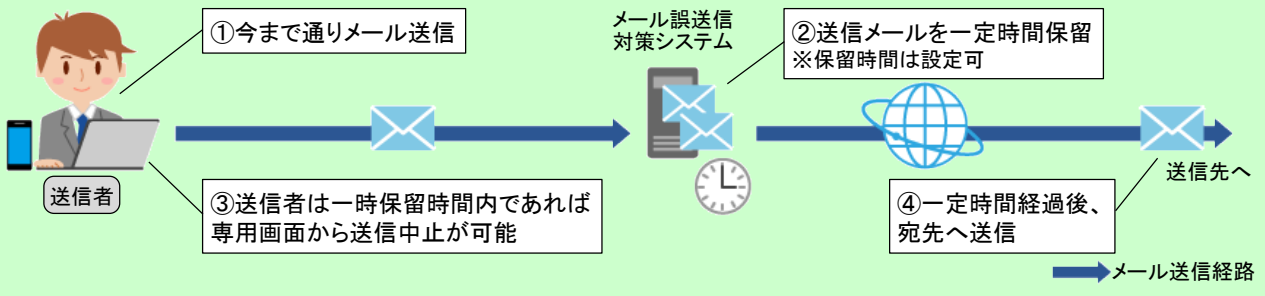 ①今まで通りメール送信
メール誤送信
対策システム
②送信メールを一定時間保留
※保留時間は設定可
送信者
③送信者は一時保留時間内であれば
専用画面から送信中止が可能
送信先へ
④一定時間経過後、
宛先へ送信
メール送信経路